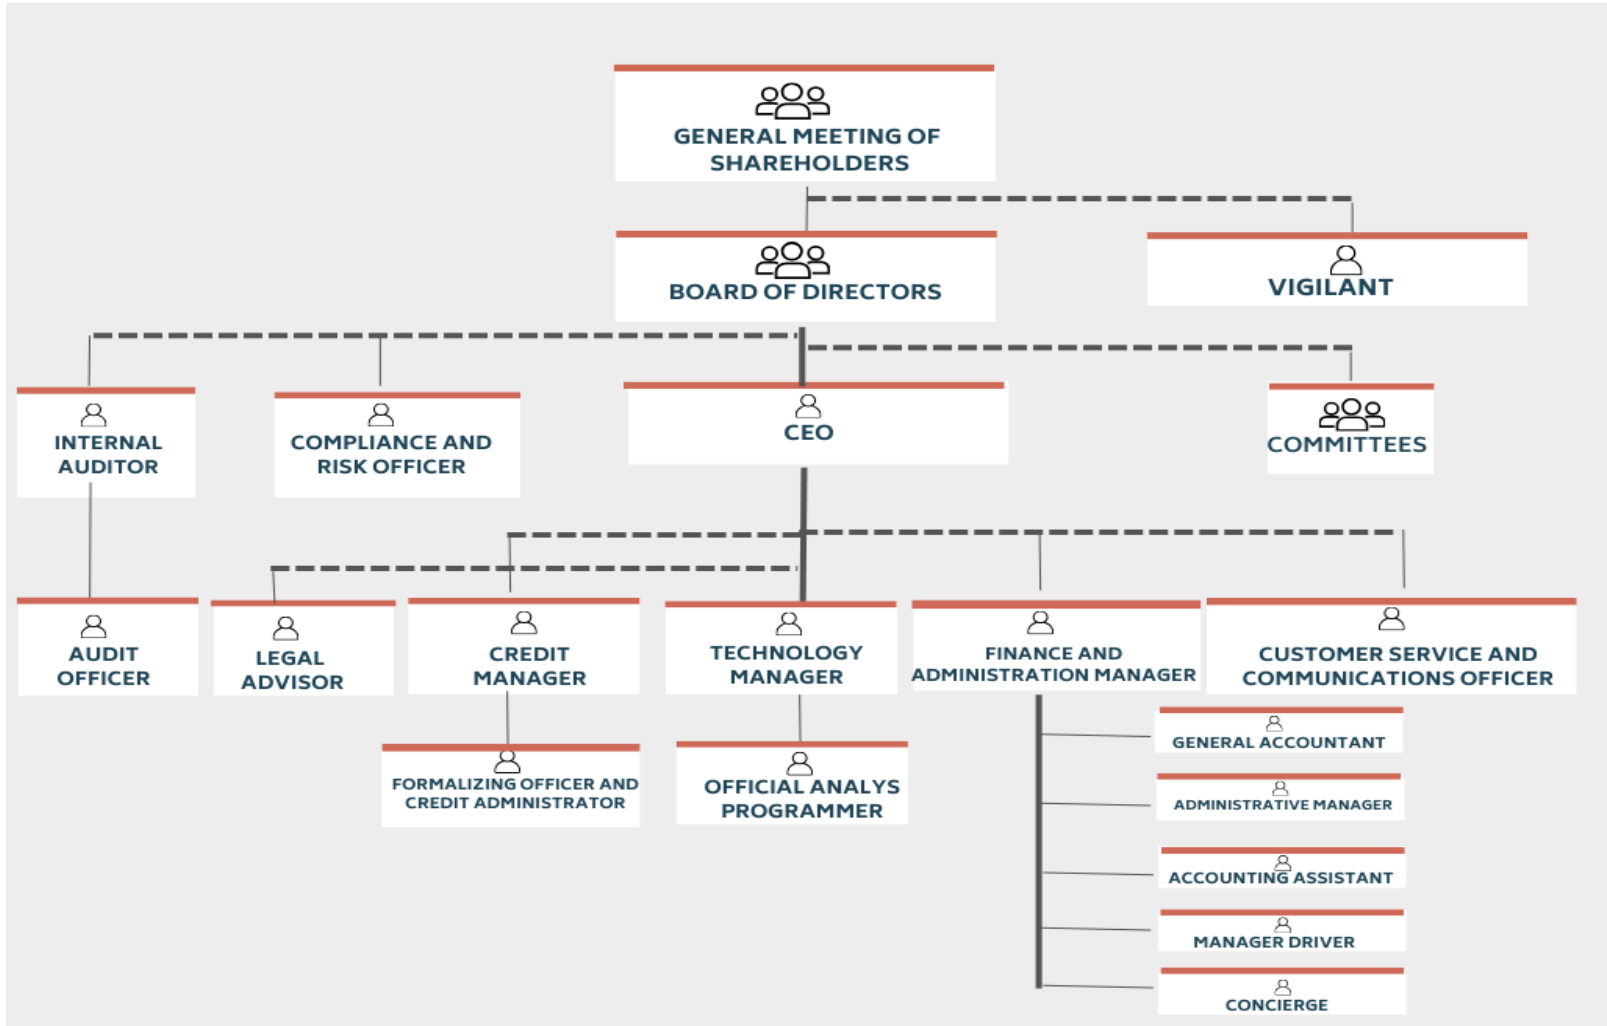 GENERAL MEETING OF
SHAREHOLDERS
BOARD OF DIRECTORS
VIGILANT
INTERNAL
AUDITOR
COMPLIANCE AND
RISK OFFICER
CEO
COMMITTEES
AUDIT
OFFICER
LEGAL
ADVISOR
CREDIT
MANAGER
TECHNOLOGY
MANAGER
FINANCE AND
ADMINISTRATION MANAGER
CUSTOMER SERVICE AND
COMMUNICATIONS OFFICER
FORMALIZING OFFICER AND
CREDIT ADMINISTRATOR
OFFICIAL ANALYS
PROGRAMMER
GENERAL ACCOUNTANT
ADMINISTRATIVE MANAGER
ACCOUNTING ASSISTANT
MANAGER DRIVER
CONCIERGE